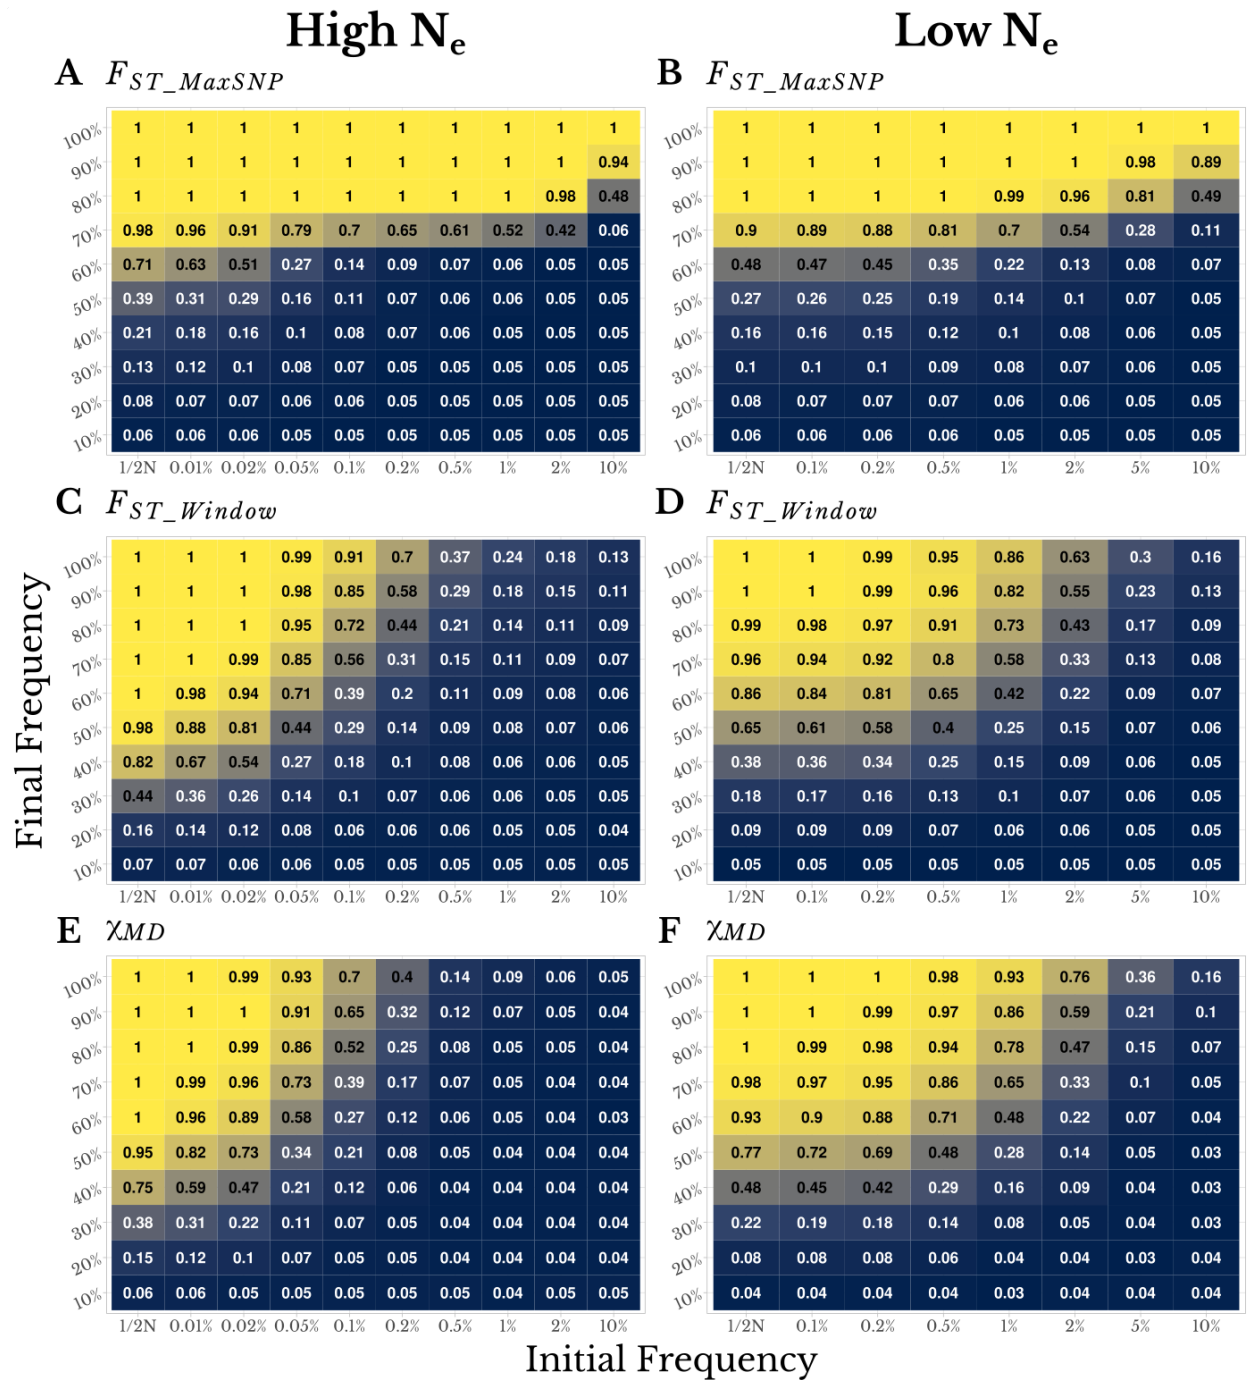 High Ne Low Ne
A FST_MaxSNP B FST_MaxSNP
100% 1 1 1 1 1 1 1 1 1 1 100% 1 1 1 1 1 1 1 1
90% 1 1 1 1 1 1 1 1 1 0.94 90% 1 1 1 1 1 1 0.98 0.89
80% 1 1 1 1 1 1 1 1 0.98 0.48 80% 1 1 1 1 0.99 0.96 0.81 0.49
70% 0.98 0.96 0.91 0.79 0.7 0.65 0.61 0.52 0.42 0.06 70% 0.9 0.89 0.88 0.81 0.7 0.54 0.28 0.11
60% 0.71 0.63 0.51 0.27 0.14 0.09 0.07 0.06 0.05 0.05 60% 0.48 0.47 0.45 0.35 0.22 0.13 0.08 0.07
50% 0.39 0.31 0.29 0.16 0.11 0.07 0.06 0.06 0.05 0.05 50% 0.27 0.26 0.25 0.19 0.14 0.1 0.07 0.05
40% 0.21 0.18 0.16 0.1 0.08 0.07 0.06 0.05 0.05 0.05 40% 0.16 0.16 0.15 0.12 0.1 0.08 0.06 0.05
30% 0.13 0.12 0.1 0.08 0.07 0.05 0.05 0.05 0.05 0.05 30% 0.1 0.1 0.1 0.09 0.08 0.07 0.06 0.05
20% 0.08 0.07 0.07 0.06 0.06 0.05 0.05 0.05 0.05 0.05 20% 0.08 0.07 0.07 0.07 0.06 0.06 0.05 0.05
10% 0.06 0.06 0.06 0.05 0.05 0.05 0.05 0.05 0.05 0.05 10% 0.06 0.06 0.06 0.06 0.05 0.05 0.05 0.05
1/2N 0.01% 0.02% 0.05% 0.1% 0.2% 0.5% 1% 2% 10% 1/2N 0.1% 0.2% 0.5% 1% 2% 5% 10%
C FST_Window D FST_Window
100% 1 1 1 0.99 0.91 0.7 0.37 0.24 0.18 0.13 100% 1 1 0.99 0.95 0.86 0.63 0.3 0.16
90% 1 1 1 0.98 0.85 0.58 0.29 0.18 0.15 0.11 90% 1 1 0.99 0.96 0.82 0.55 0.23 0.13
80% 1 1 1 0.95 0.72 0.44 0.21 0.14 0.11 0.09 80% 0.99 0.98 0.97 0.91 0.73 0.43 0.17 0.09
70% 1 1 0.99 0.85 0.56 0.31 0.15 0.11 0.09 0.07 70% 0.96 0.94 0.92 0.8 0.58 0.33 0.13 0.08
60% 1 0.98 0.94 0.71 0.39 0.2 0.11 0.09 0.08 0.06 60% 0.86 0.84 0.81 0.65 0.42 0.22 0.09 0.07
50% 0.98 0.88 0.81 0.44 0.29 0.14 0.09 0.08 0.07 0.06 50% 0.65 0.61 0.58 0.4 0.25 0.15 0.07 0.06
40% 0.82 0.67 0.54 0.27 0.18 0.1 0.08 0.06 0.06 0.05 40% 0.38 0.36 0.34 0.25 0.15 0.09 0.06 0.05
30% 0.44 0.36 0.26 0.14 0.1 0.07 0.06 0.06 0.05 0.05 30% 0.18 0.17 0.16 0.13 0.1 0.07 0.06 0.05
20% 0.16 0.14 0.12 0.08 0.06 0.06 0.06 0.05 0.05 0.04 20% 0.09 0.09 0.09 0.07 0.06 0.06 0.05 0.05
10% 0.07 0.07 0.06 0.06 0.05 0.05 0.05 0.05 0.05 0.05 10% 0.05 0.05 0.05 0.05 0.05 0.05 0.05 0.05
1/2N 0.01% 0.02% 0.05% 0.1% 0.2% 0.5% 1% 2% 10% 1/2N 0.1% 0.2% 0.5% 1% 2% 5% 10%
Final Frequency
E χMD F χMD
100% 1 1 0.99 0.93 0.7 0.4 0.14 0.09 0.06 0.05 100% 1 1 1 0.98 0.93 0.76 0.36 0.16
90% 1 1 1 0.91 0.65 0.32 0.12 0.07 0.05 0.04 90% 1 1 0.99 0.97 0.86 0.59 0.21 0.1
80% 1 1 0.99 0.86 0.52 0.25 0.08 0.05 0.05 0.04 80% 1 0.99 0.98 0.94 0.78 0.47 0.15 0.07
70% 1 0.99 0.96 0.73 0.39 0.17 0.07 0.05 0.04 0.04 70% 0.98 0.97 0.95 0.86 0.65 0.33 0.1 0.05
60% 1 0.96 0.89 0.58 0.27 0.12 0.06 0.05 0.04 0.03 60% 0.93 0.9 0.88 0.71 0.48 0.22 0.07 0.04
50% 0.95 0.82 0.73 0.34 0.21 0.08 0.05 0.04 0.04 0.04 50% 0.77 0.72 0.69 0.48 0.28 0.14 0.05 0.03
40% 0.75 0.59 0.47 0.21 0.12 0.06 0.04 0.04 0.04 0.04 40% 0.48 0.45 0.42 0.29 0.16 0.09 0.04 0.03
30% 0.38 0.31 0.22 0.11 0.07 0.05 0.04 0.04 0.04 0.04 30% 0.22 0.19 0.18 0.14 0.08 0.05 0.04 0.03
20% 0.15 0.12 0.1 0.07 0.05 0.05 0.04 0.04 0.04 0.04 20% 0.08 0.08 0.08 0.06 0.04 0.04 0.03 0.04
10% 0.06 0.06 0.05 0.05 0.05 0.05 0.05 0.04 0.05 0.05 10% 0.04 0.04 0.04 0.04 0.03 0.04 0.04 0.04
1/2N 0.01% 0.02% 0.05% 0.1% 0.2% 0.5% 1% 2% 10% 1/2N 0.1% 0.2% 0.5% 1% 2% 5% 10%
Initial Frequency